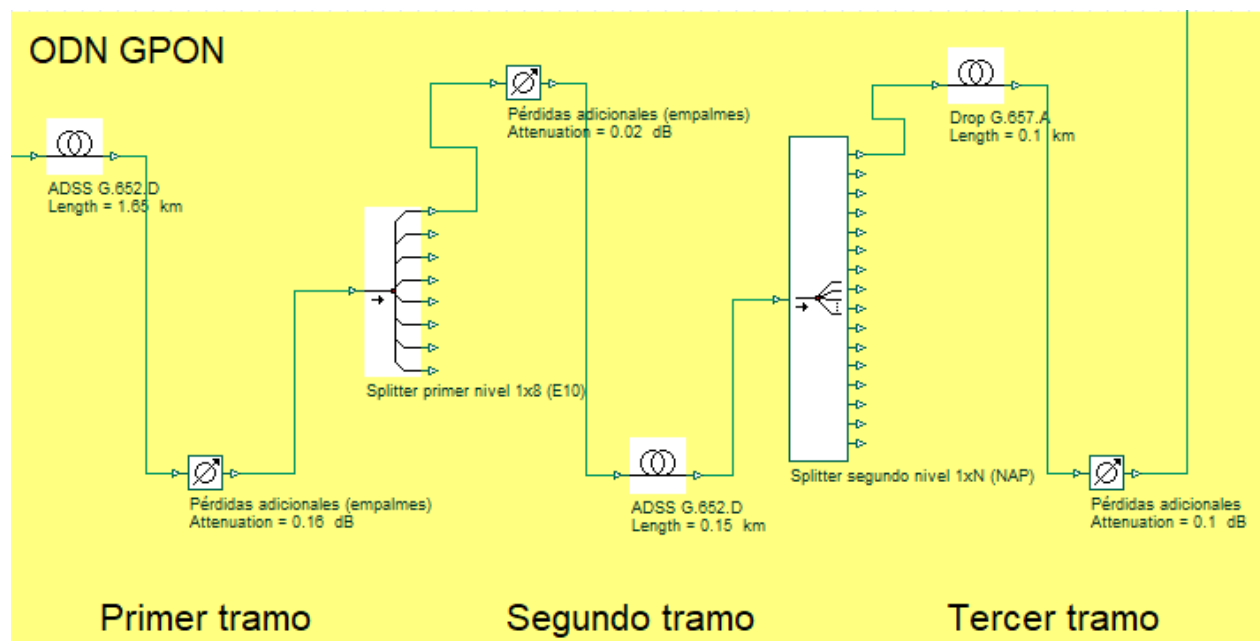 ODN GPON
ADSS G.652.D
Length = 1.65 km
Pérdidas adicionales (empalmes)
Attenuation = 0.16 dB
Splitter primer nivel 1x8 (E10)
Pérdidas adicionales (empalmes)
Attenuation = 0.02 dB
ADSS G.652.D
Length = 0.15 km
Splitter segundo nivel 1xN (NAP)
Drop G.657.A
Length = 0.1 km
Pérdidas adicionales
Attenuation = 0.1 dB
Primer tramo
Segundo tramo
Tercer tramo